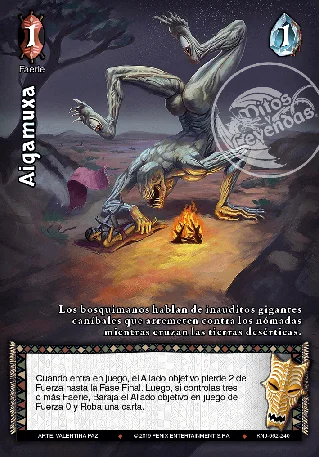 1
1
Faerie
Mitos
y
Leyendas.
Aigamuxa
Los bosquimanos hablan de inauditos gigantes
caníbales que arremeten contra los nómadas
mientras cruzan las tierras desérticas.
Cuando entra en juego, el Aliado objetivo pierde 2 de
Fuerza hasta la Fase Final. Luego, si controlas tres
o más Faerie, Baraja el Aliado objetivo en juego de
Fuerza 0 y Roba una carta.
ARTE: VALENTINA PAZ
© 2019 FENIX ENTERTAINMENT S.P.A.